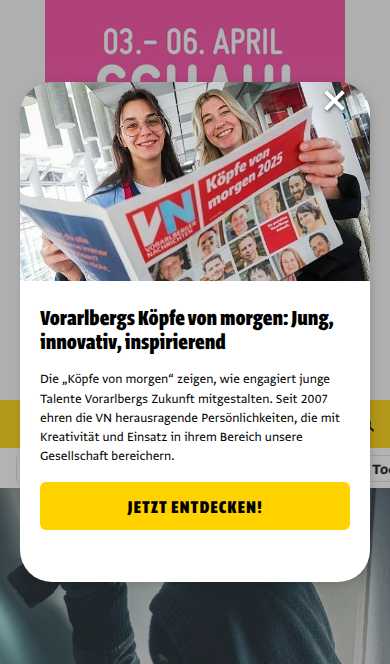 03.– 06. APRIL
Köpfe von
morgen 2025
VN
VORARLBERGER
NACHRICHTEN
Vorarlbergs Köpfe von morgen: Jung,
innovativ, inspirierend
Die „Köpfe von morgen“ zeigen, wie engagiert junge
Talente Vorarlbergs Zukunft mitgestalten. Seit 2007
ehren die VN herausragende Persönlichkeiten, die mit
Kreativität und Einsatz in ihrem Bereich unsere
Gesellschaft bereichern.
JETZT ENTDECKEN!